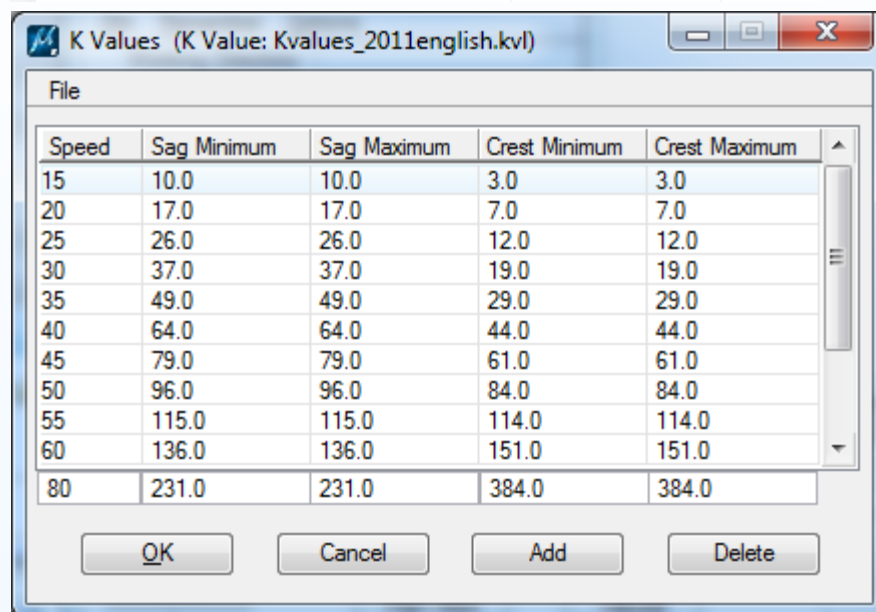 K Values (K Value: Kvalues_2011english.kvl)
File
Speed Sag Minimum Sag Maximum Crest Minimum Crest Maximum
15 10.0 10.0 3.0 3.0
20 17.0 17.0 7.0 7.0
25 26.0 26.0 12.0 12.0
30 37.0 37.0 19.0 19.0
35 49.0 49.0 29.0 29.0
40 64.0 64.0 44.0 44.0
45 79.0 79.0 61.0 61.0
50 96.0 96.0 84.0 84.0
55 115.0 115.0 114.0 114.0
60 136.0 136.0 151.0 151.0
80 231.0 231.0 384.0 384.0
OK Cancel Add Delete